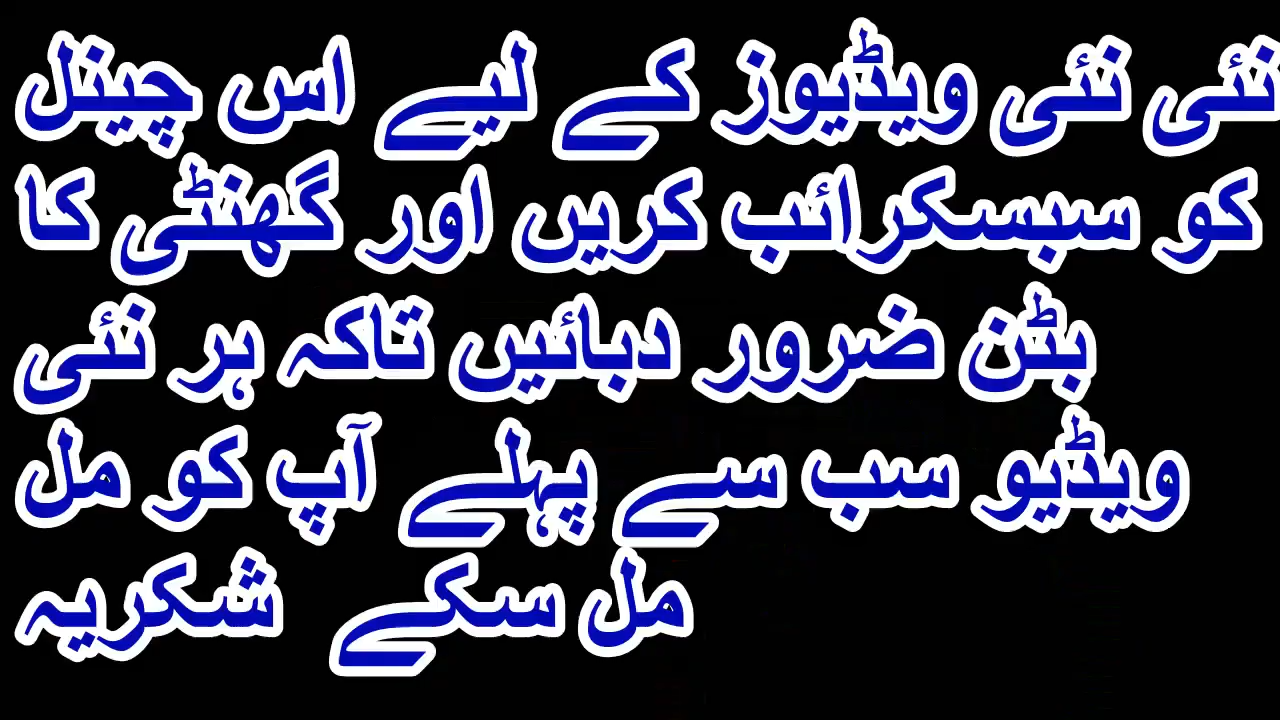 نئی نئی ویڈیوز کے لیے اس چینل
کو سبسکرائب کریں اور گھنٹی کا
بٹن ضرور دبائیں تاکہ ہر نئی
ویڈیو سب سے پہلے آپ کو مل
مل سکے شکریہ